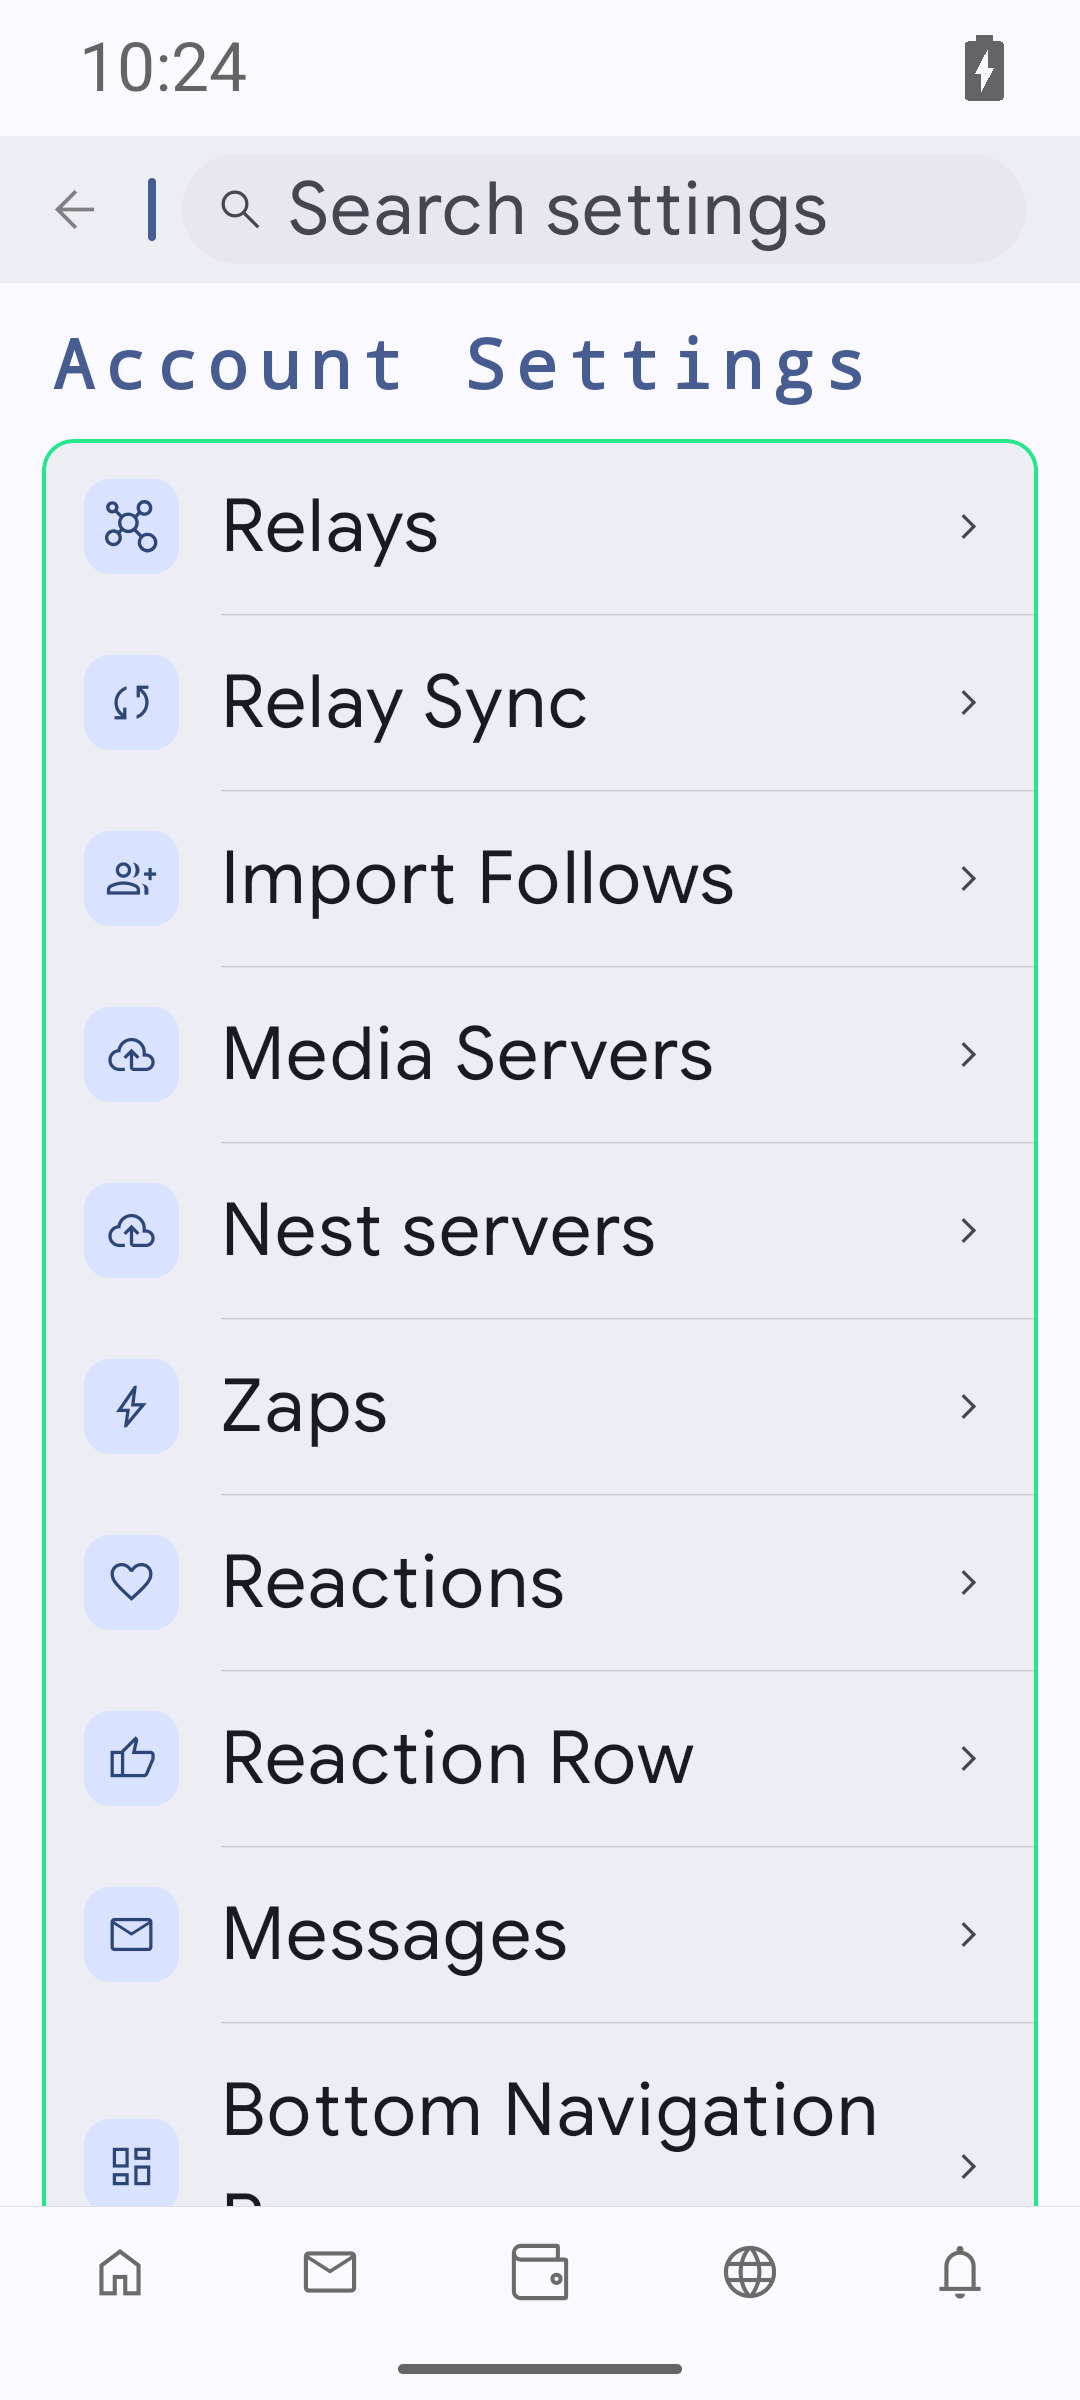 10:24
Search settings
Account Settings
Relays
Relay Sync
Import Follows
Media Servers
Nest servers
Zaps
Reactions
Reaction Row
Messages
Bottom Navigation